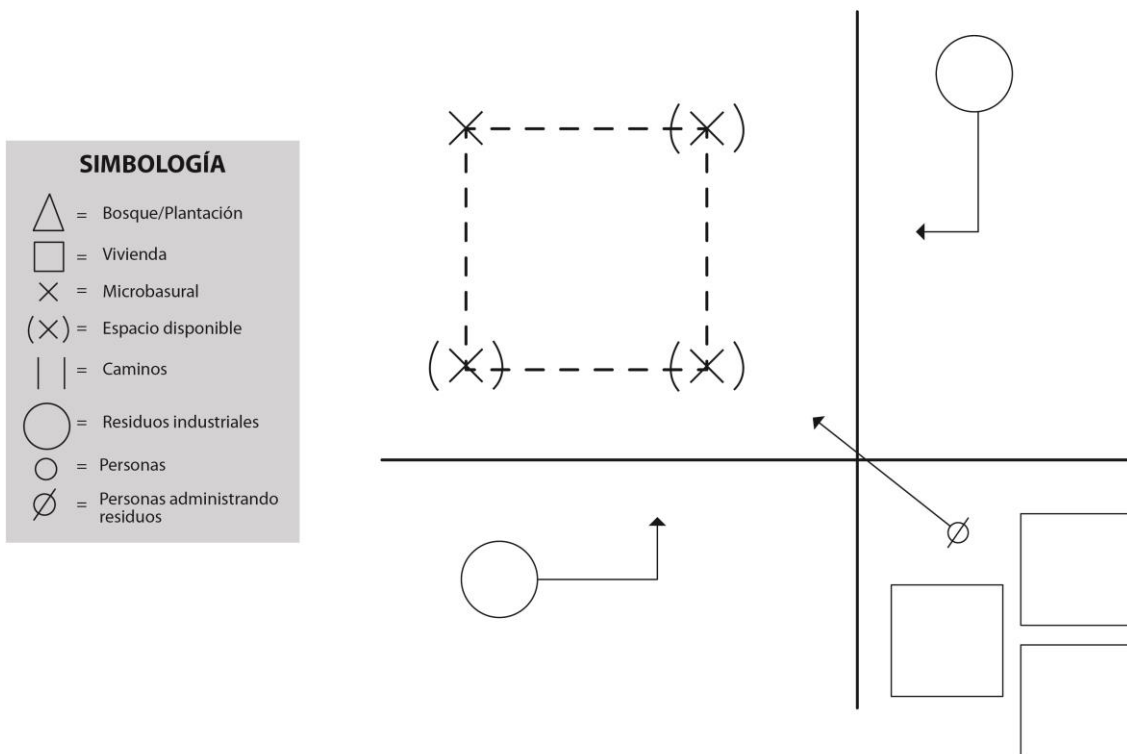 SIMBOLOGÍA
= Bosque/Plantación
= Vivienda
= Microbasural
= Espacio disponible
= Caminos
= Residuos industriales
= Personas
= Personas administrando
residuos